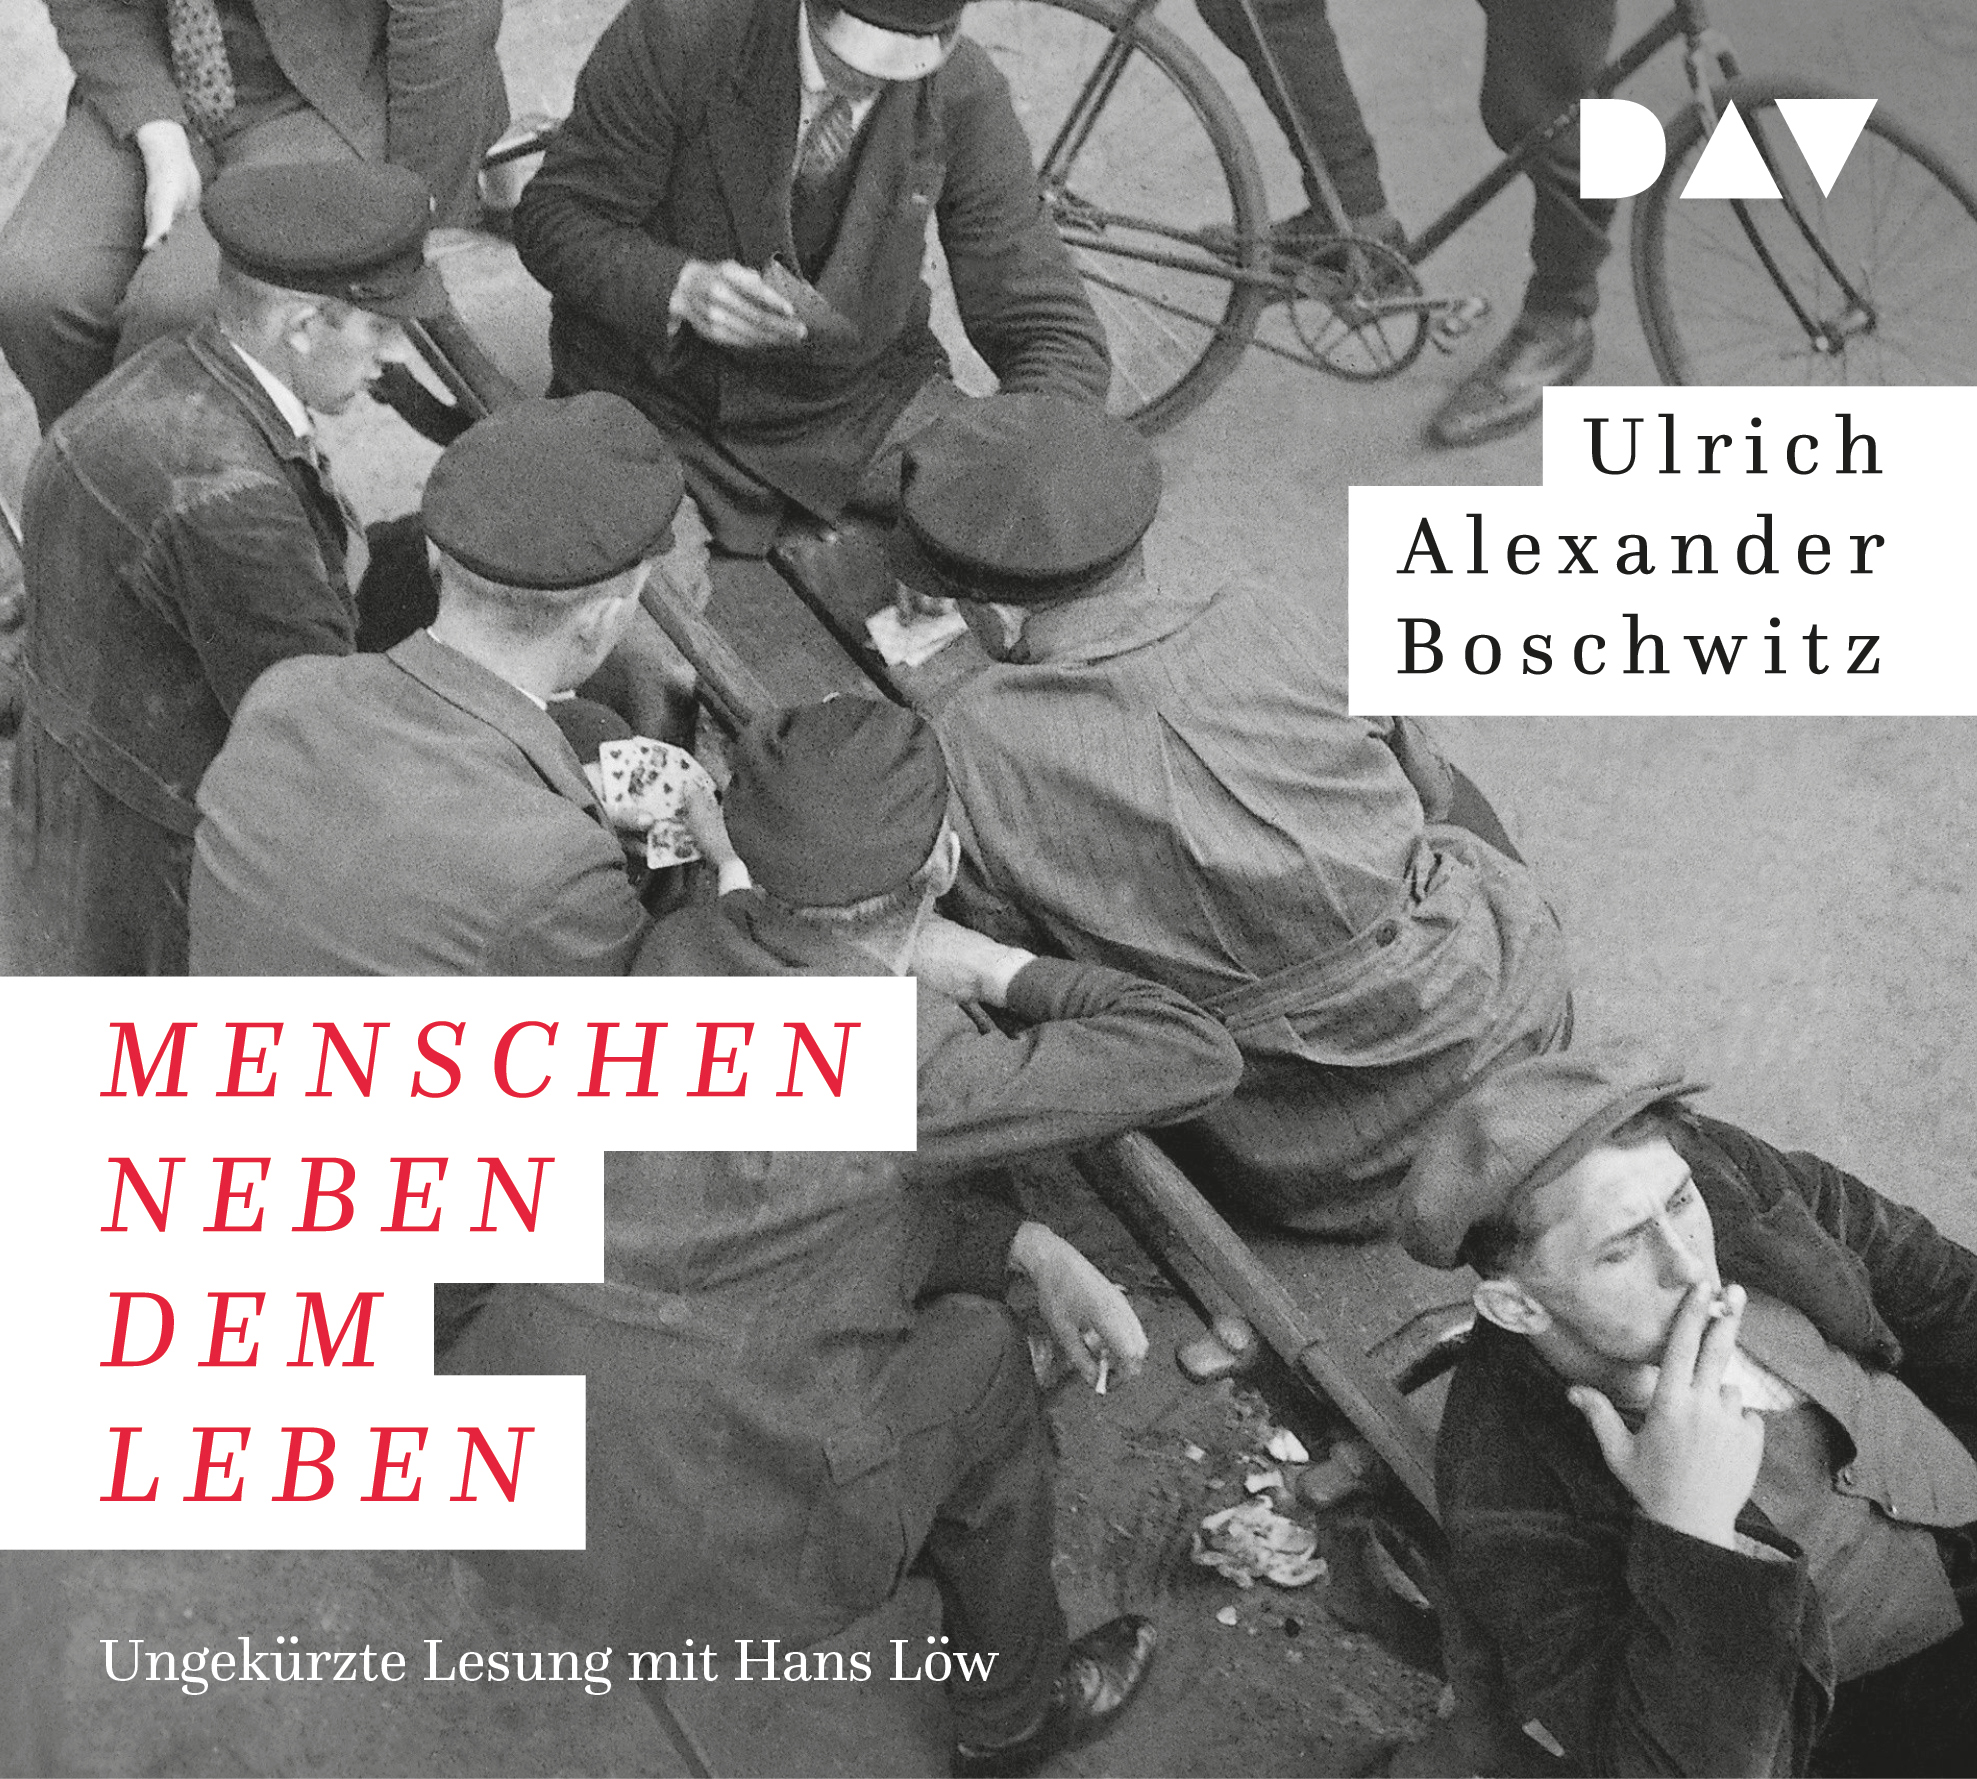 DAV
Ulrich
Alexander
Boschwitz
MENSCHEN
NEBEN
DEM
LEBEN
Ungekürzte Lesung mit Hans Löw